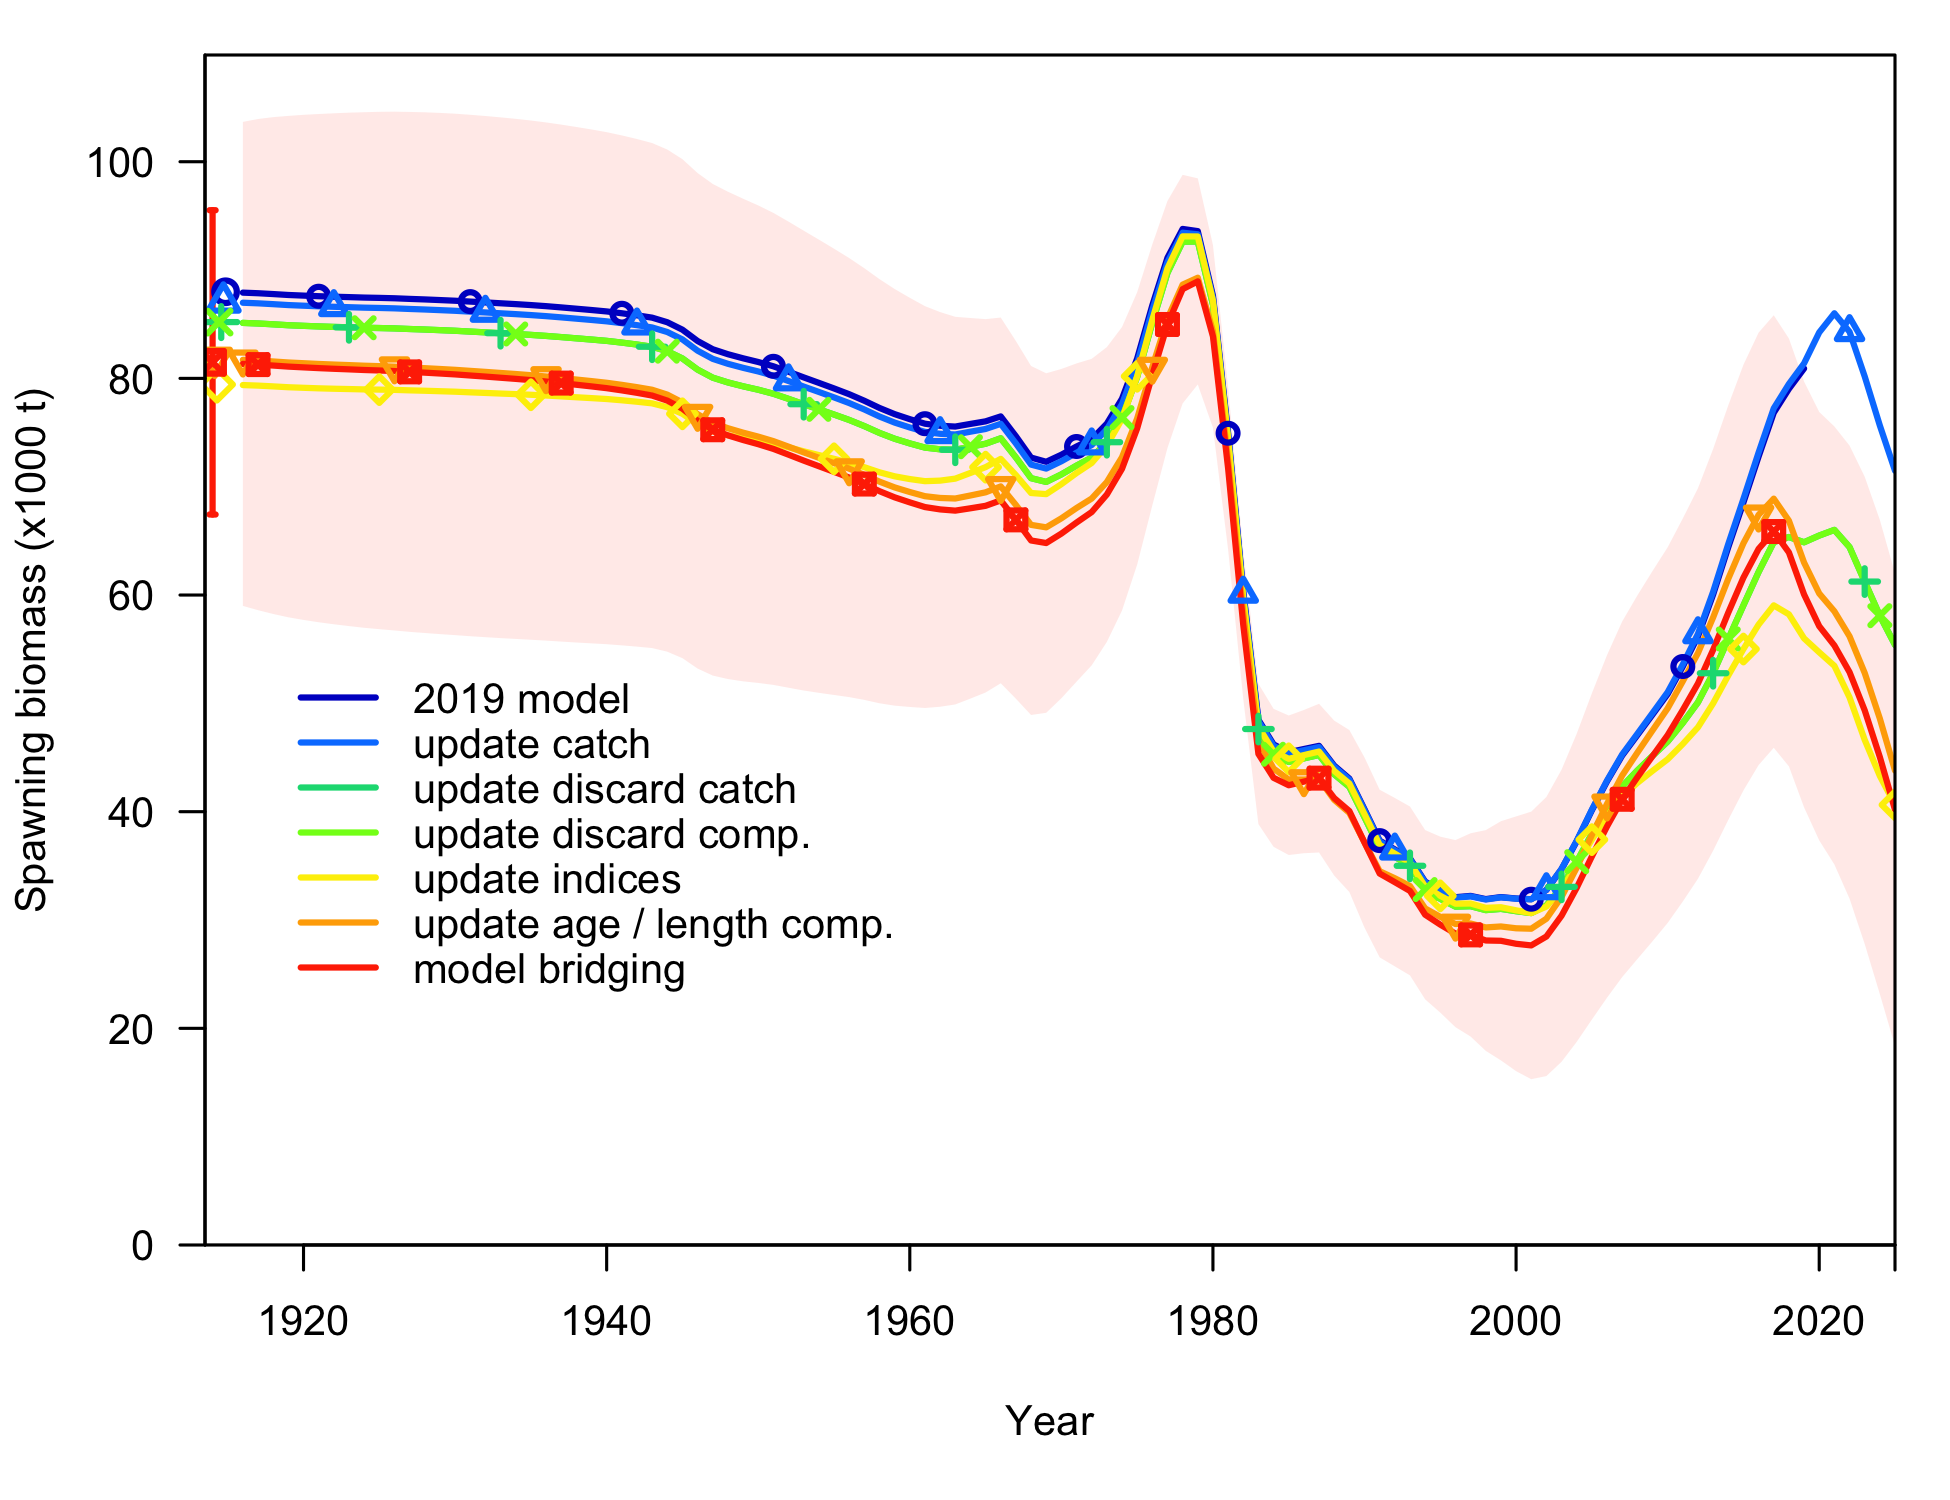 Spawning biomass (x1000 t)
100
80
60
40
20
0
2019 model
update catch
update discard catch
update discard comp.
update indices
update age / length comp.
model bridging
1920 1940 1960 1980 2000 2020
Year